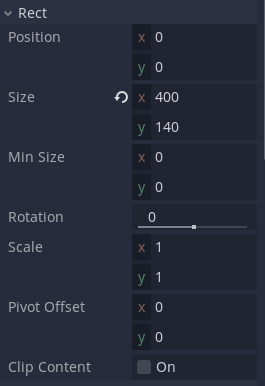 Rect
Position x 0
y 0
Size x 400
y 140
Min Size x 0
y 0
Rotation 0
Scale x 1
y 1
Pivot Offset x 0
y 0
Clip Content On